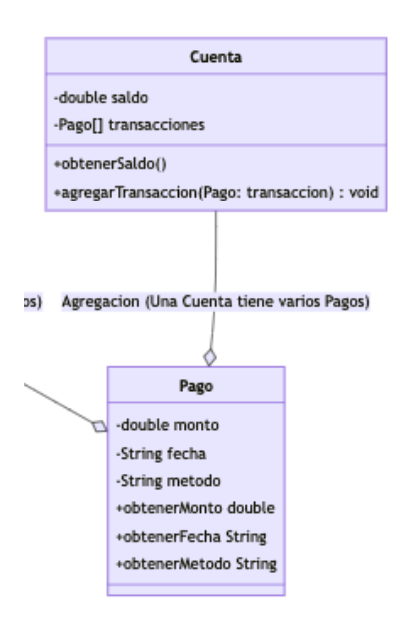 Cuenta
-double saldo
-Pago[] transacciones
+obtenerSaldo()
+agregarTransaccion(Pago: transaccion) : void
os)
Agregacion (Una Cuenta tiene varios Pagos)
Pago
-double monto
-String fecha
-String metodo
+obtenerMonto double
+obtenerFecha String
+obtenerMetodo String